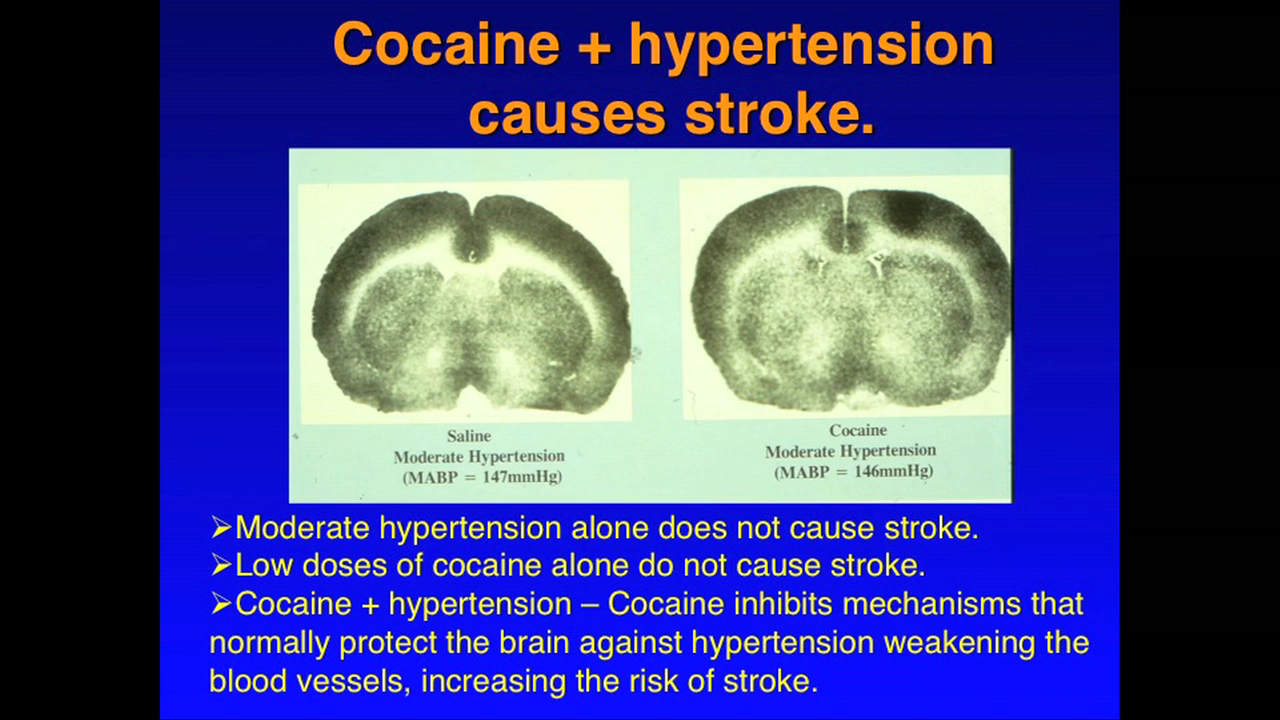 Cocaine + hypertension
causes stroke.
Saline
Moderate Hypertension
(MABP = 147mmHg)
Cocaine
Moderate Hypertension
(MABP = 146mmHg)
➢Moderate hypertension alone does not cause stroke.
➢Low doses of cocaine alone do not cause stroke.
➢Cocaine + hypertension – Cocaine inhibits mechanisms that
normally protect the brain against hypertension weakening the
blood vessels, increasing the risk of stroke.